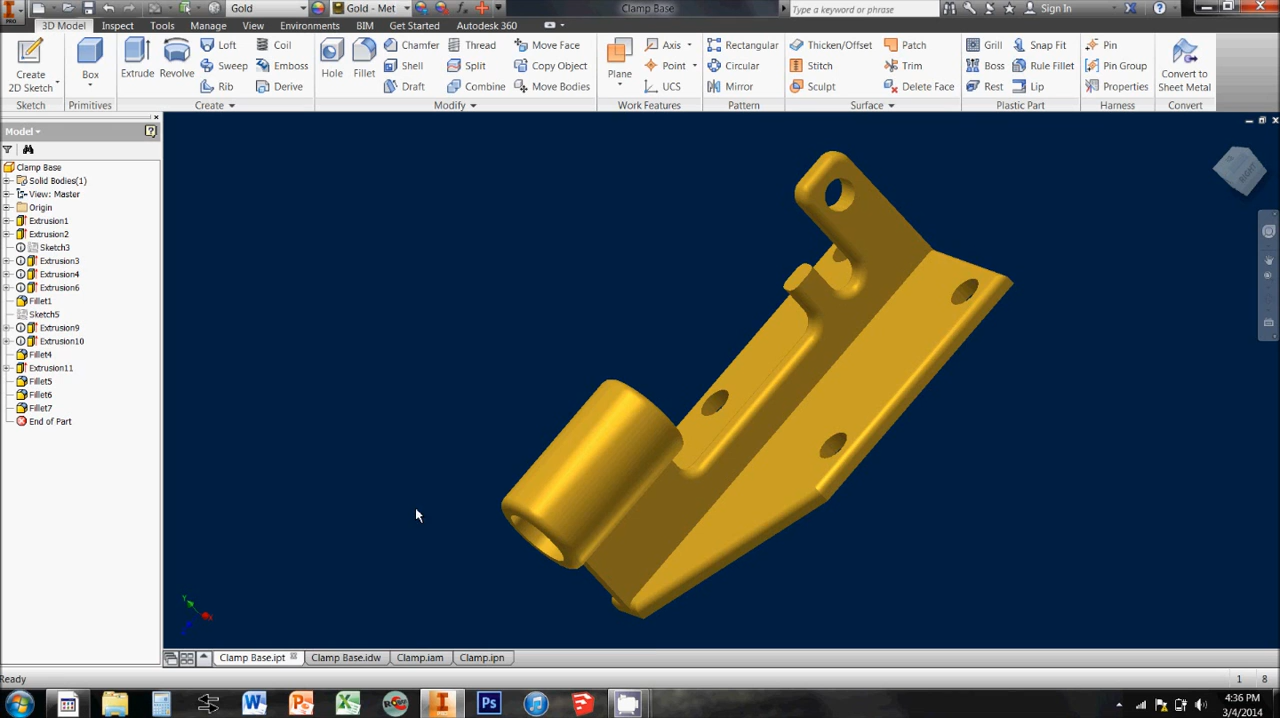 PRO
Gold
Gold - Met
Clamp Base
Type a keyword or phrase
Sign In
3D Model Inspect Tools Manage View Environments BIM Get Started Autodesk 360
Create 2D Sketch
Box
Extrude
Revolve
Loft
Sweep
Rib
Coil
Emboss
Derive
Hole
Fillet
Chamfer
Shell
Draft
Thread
Split
Combine
Move Face
Copy Object
Move Bodies
Plane
Axis
Point
UCS
Rectangular
Circular
Mirror
Thicken/Offset
Stitch
Sculpt
Patch
Trim
Delete Face
Grill
Boss
Rest
Snap Fit
Rule Fillet
Lip
Pin
Pin Group
Properties
Convert to Sheet Metal
Sketch Primitives Create Modify Work Features Pattern Surface Plastic Part Harness Convert
Model
Clamp Base
Solid Bodies(1)
View: Master
Origin
Extrusion1
Extrusion2
Sketch3
Extrusion3
Extrusion4
Extrusion6
Fillet1
Sketch5
Extrusion9
Extrusion10
Fillet4
Extrusion11
Fillet5
Fillet6
Fillet7
End of Part
Clamp Base.ipt Clamp Base.idw Clamp.iam Clamp.ipn
Ready
1 8
4:36 PM
3/4/2014